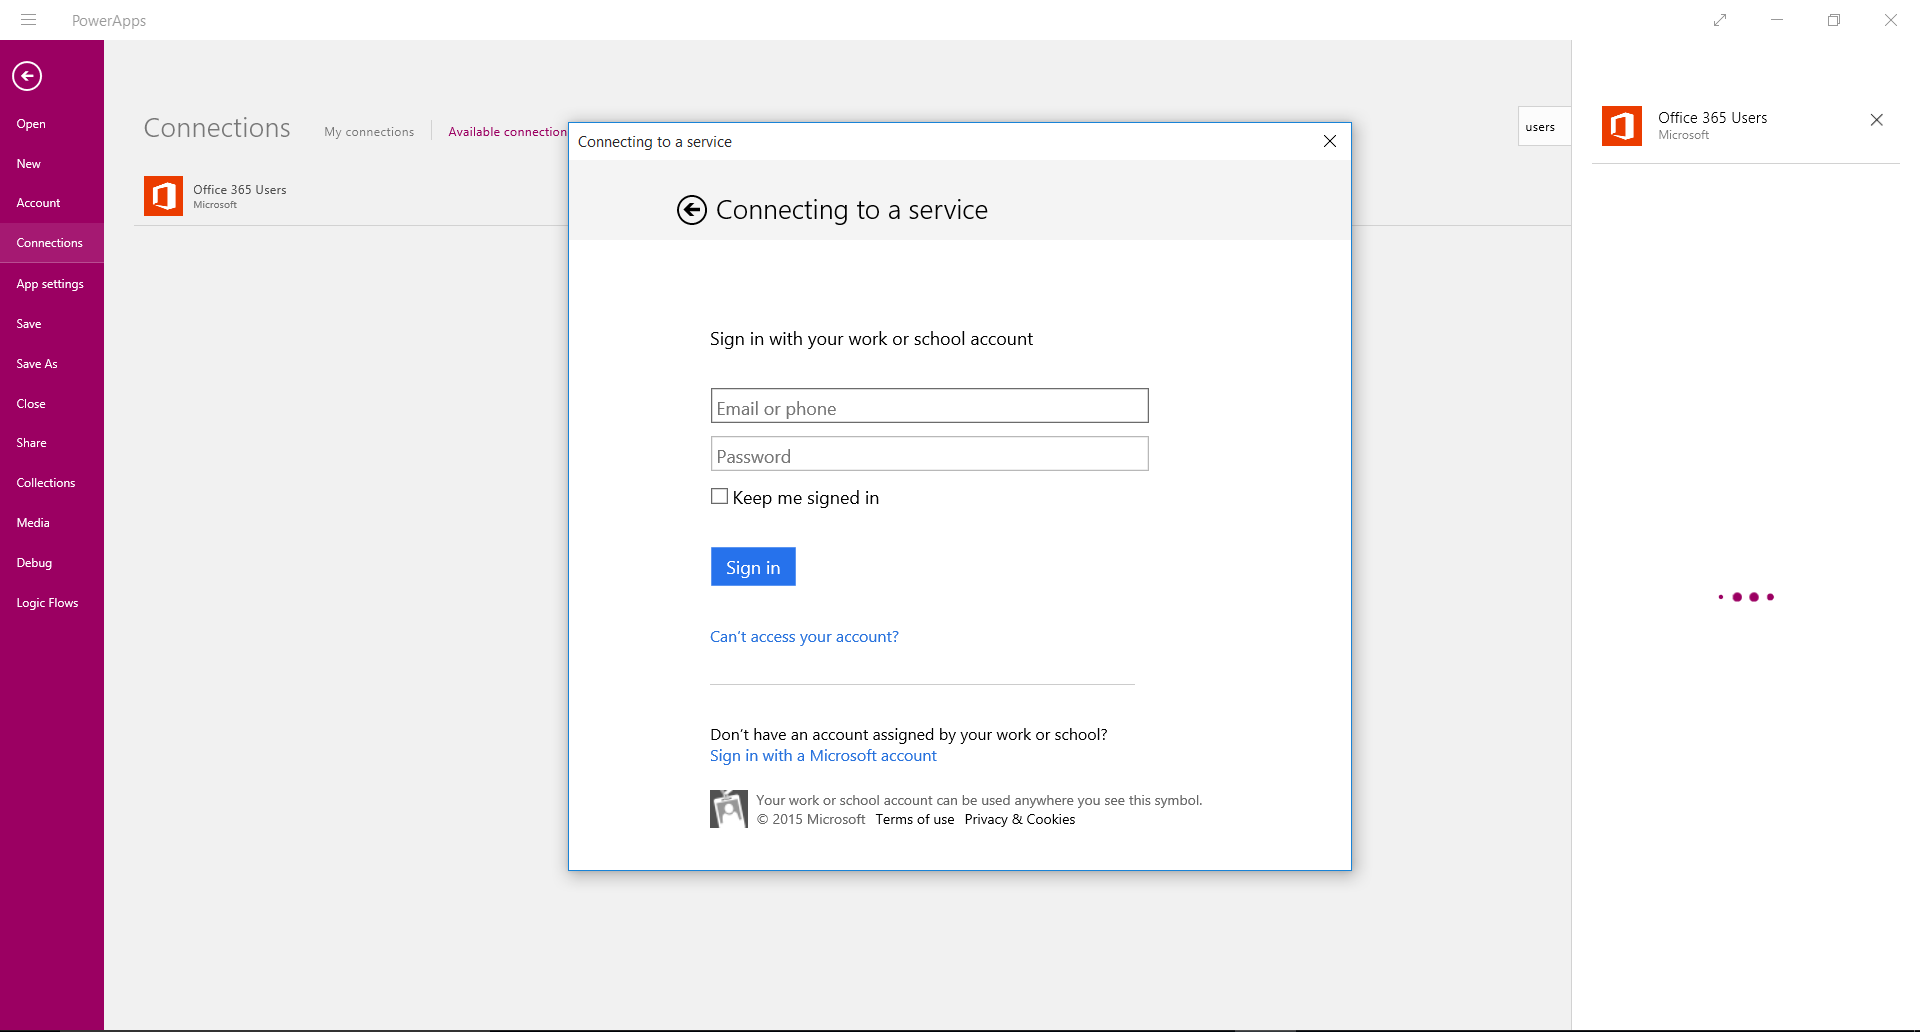 PowerApps
Open
New
Account
Connections
App settings
Save
Save As
Close
Share
Collections
Media
Debug
Logic Flows
Connections
My connections
Available connection
users
Office 365 Users
Microsoft
Connecting to a service
Connecting to a service
Sign in with your work or school account
Email or phone
Password
Keep me signed in
Sign in
Can't access your account?
Don't have an account assigned by your work or school?
Sign in with a Microsoft account
Your work or school account can be used anywhere you see this symbol.
© 2015 Microsoft Terms of use Privacy & Cookies
Office 365 Users
Microsoft